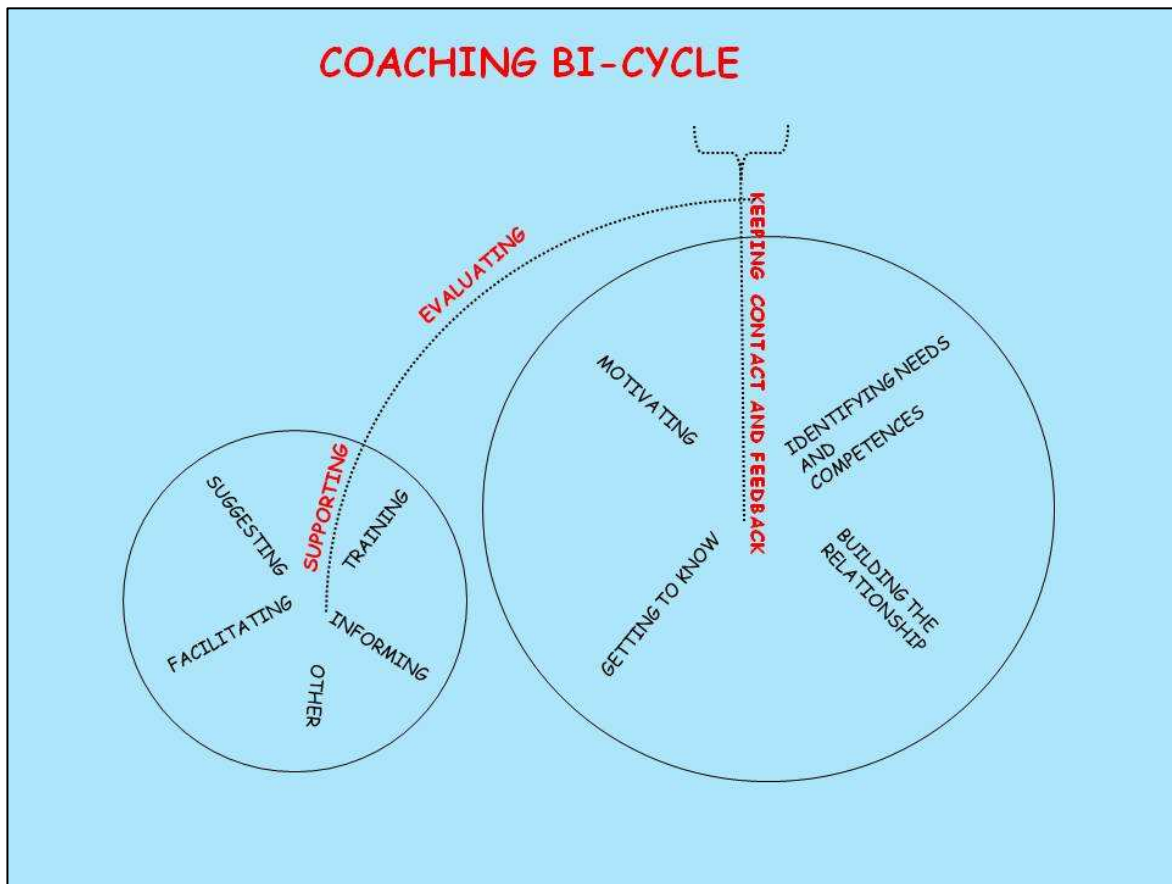 COACHING BI-CYCLE
KEEPING CONTACT AND FEEDBACK
EVALUATING
SUPPORTING
MOTIVATING
IDENTIFYING NEEDS
AND
COMPETENCES
BUILDING THE
RELATIONSHIP
GETTING TO KNOW
SUGGESTING
TRAINING
FACILITATING
INFORMING
OTHER